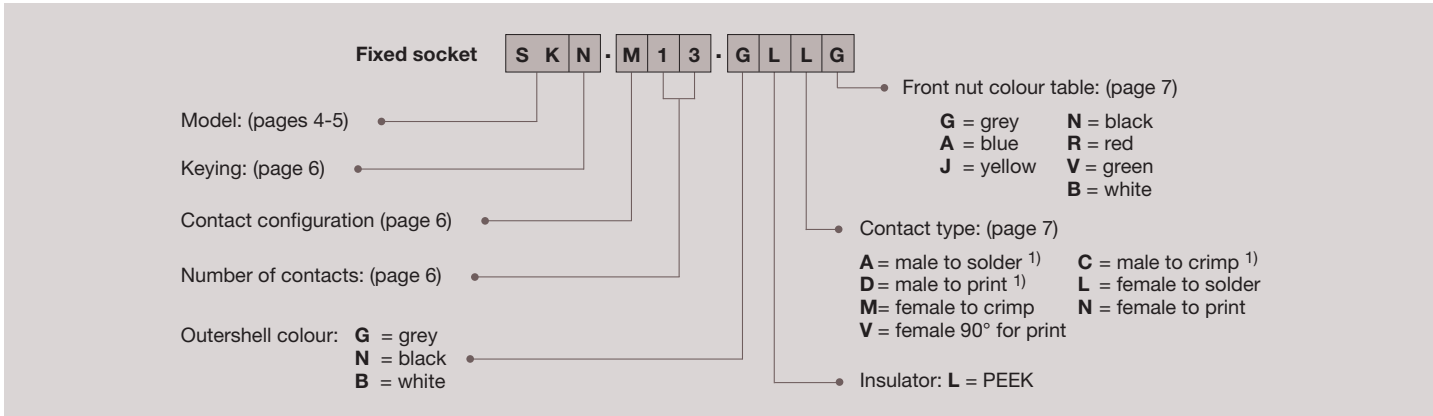 Fixed socket S K N · M 1 3 · G L L G
Model: (pages 4-5)
Keying: (page 6)
Contact configuration (page 6)
Number of contacts: (page 6)
Outershell colour: G = grey
N = black
B = white
Front nut colour table: (page 7)
G = grey N = black
A = blue R = red
J = yellow V = green
B = white
Contact type: (page 7)
A = male to solder 1) C = male to crimp 1)
D = male to print 1) L = female to solder
M= female to crimp N = female to print
V = female 90° for print
Insulator: L = PEEK